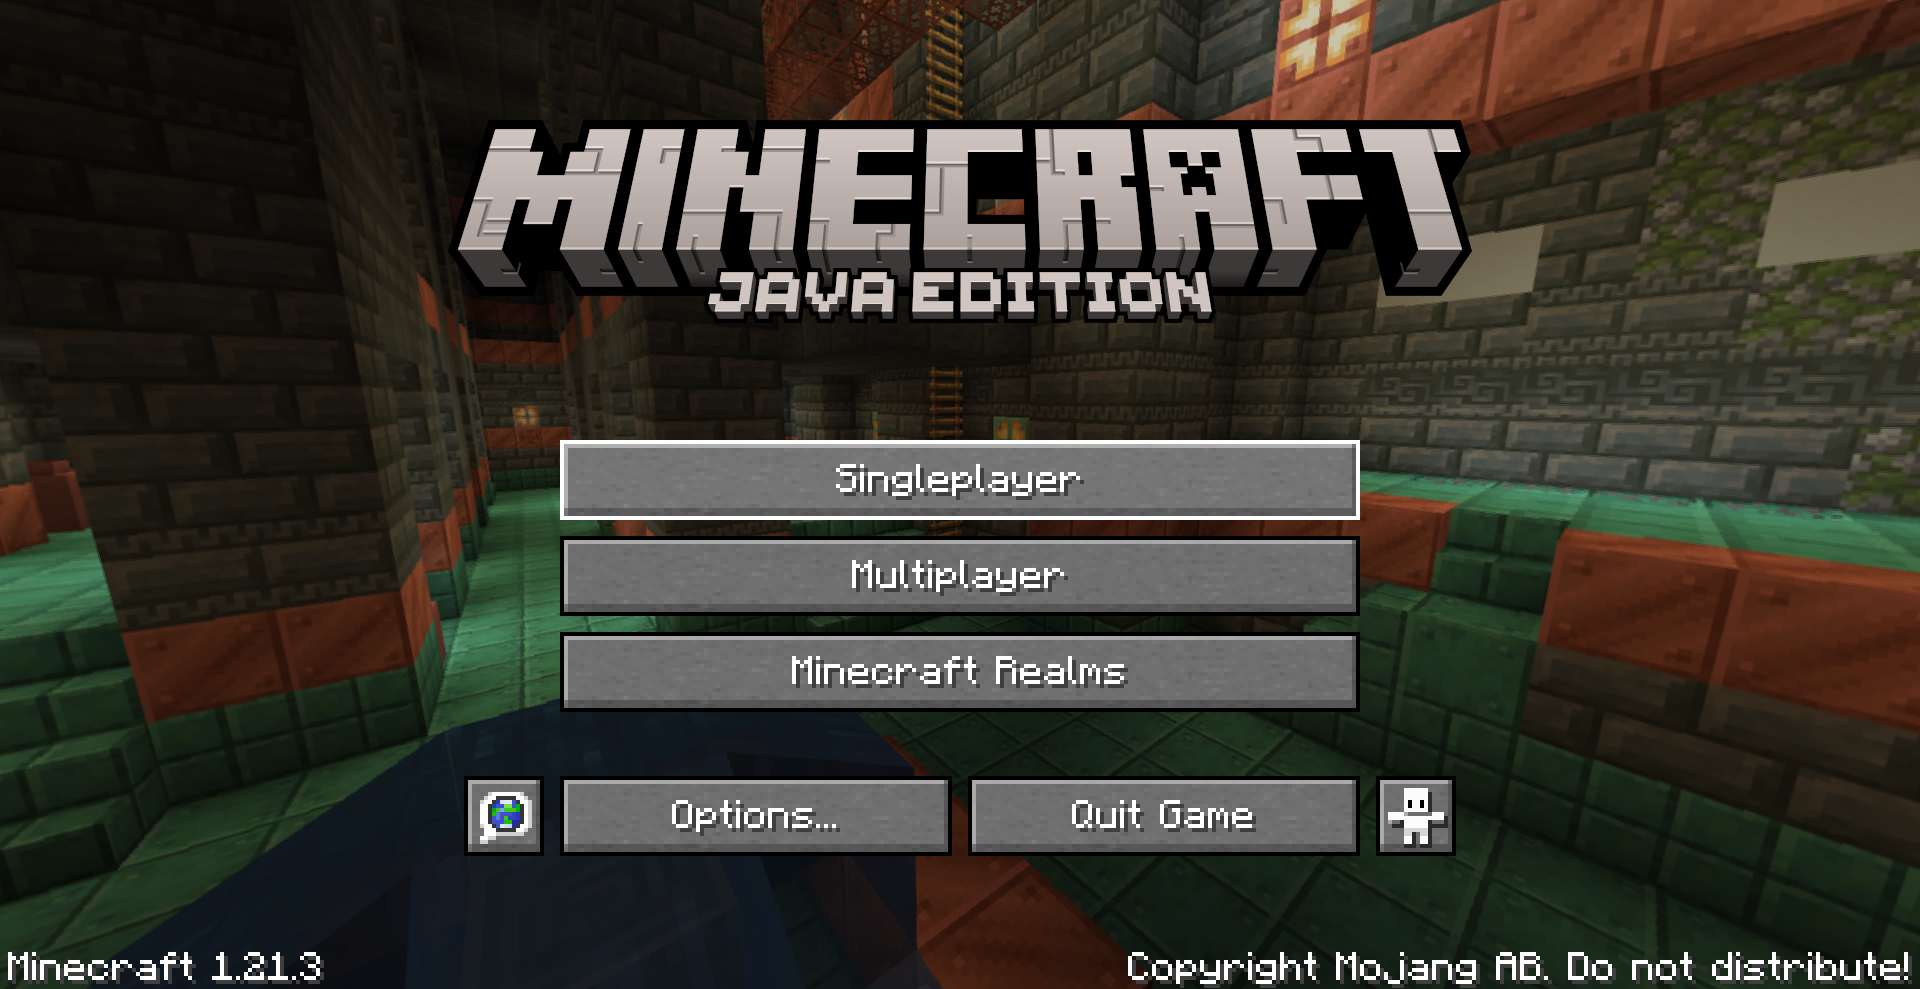 MINECRAFT
JAVA EDITION
Singleplayer
Multiplayer
Minecraft Realms
Options...
Quit Game
Minecraft 1.21.3
Copyright Mojang AB. Do not distribute!